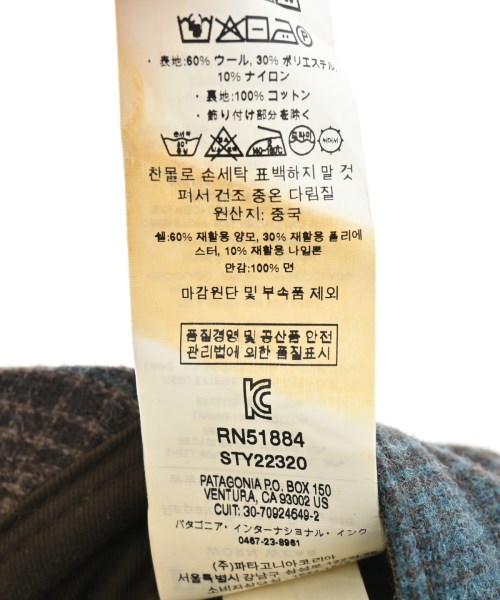 ・表地:60% ウール, 30% ポリエステル,
10% ナイロン
・裏地:100% コットン
・飾り付け部分を除く
찬물로 손세탁 표백하지 말 것
펴서 건조 중온 다림질
원산지: 중국
쉘:60% 재활용 양모, 30% 재활용 폴리에
스터, 10% 재활용 나일론
안감:100% 면
마감원단 및 부속품 제외
품질경영 및 공산품 안전
관리법에 의한 품질표시
RN51884
STY22320
PATAGONIA P.O. BOX 150
VENTURA, CA 93002 US
CUIT: 30-70924649-2
パタゴニア・インターナショナル・インク
0467-23-8961
(주)파타고니아코리아
서울특별시 강남구